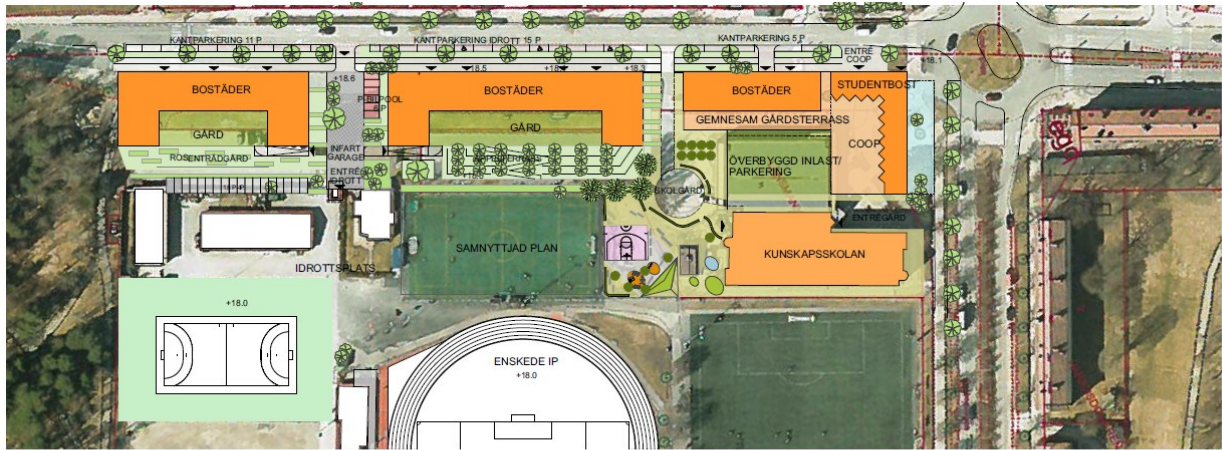 KANTPARKERING 11 P
KANTPARKERING IDROTT 15 P
KANTPARKERING 5 P
ENTRÉ
COOP
+18.6
+18.5
+18.3
+18.1
BOSTÄDER
BOSTÄDER
BOSTÄDER
STUDENTBOST
GÅRD
GÅRD
GEMNESAM GÅRDSTERRASS
COOP
INFART
GARAGE
ENTRÉ
IDROTT
ÖVERBYGGD INLAST/
PARKERING
SKOLGÅRD
ENTRÉGÅRD
SAMNYTTJAD PLAN
KUNSKAPSSKOLAN
IDROTTSPLATS
+18.0
ENSKEDE IP
+18.0